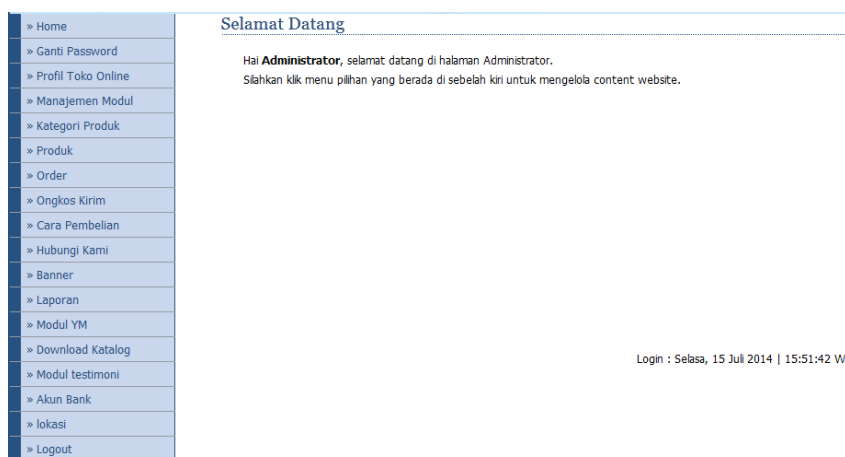 » Home
» Ganti Password
» Profil Toko Online
» Manajemen Modul
» Kategori Produk
» Produk
» Order
» Ongkos Kirim
» Cara Pembelian
» Hubungi Kami
» Banner
» Laporan
» Modul YM
» Download Katalog
» Modul testimoni
» Akun Bank
» lokasi
» Logout
Selamat Datang
Hai Administrator, selamat datang di halaman Administrator.
Silahkan klik menu pilihan yang berada di sebelah kiri untuk mengelola content website.
Login : Selasa, 15 Juli 2014 | 15:51:42